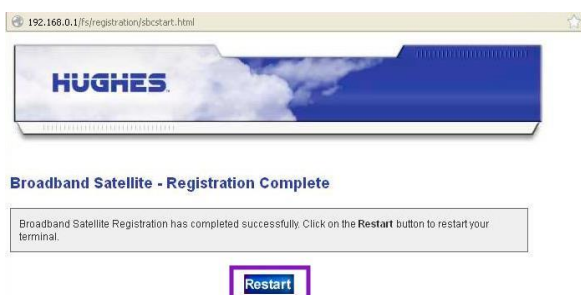 192.168.0.1/fs/registration/sbcstart.html
HUGHES.
Broadband Satellite - Registration Complete
Broadband Satellite Registration has completed successfully. Click on the Restart button to restart your
terminal.
Restart